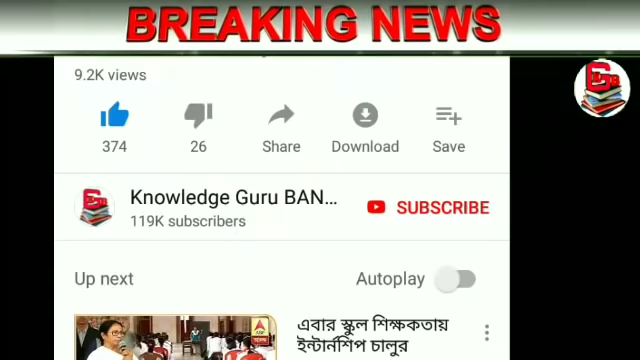 BREAKING NEWS
9.2K views
374
26
Share
Download
Save
Knowledge Guru BAN...
119K subscribers
SUBSCRIBE
Up next
Autoplay
এবার স্কুল শিক্ষকতায়
ইন্টার্নশিপ চালুর